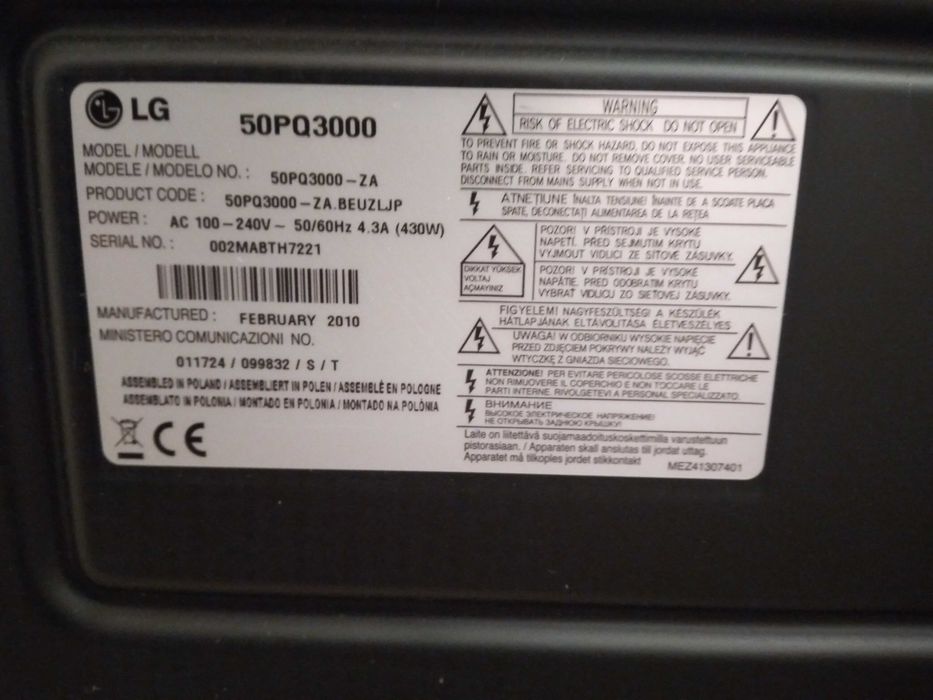 LG
50PQ3000
MODEL / MODELL
MODELE / MODELO NO. : 50PQ3000-ZA
PRODUCT CODE : 50PQ3000-ZA.BEUZLJP
POWER : AC 100-240V~ 50/60Hz 4.3A (430W)
SERIAL NO. : 002MABTH7221
MANUFACTURED : FEBRUARY 2010
MINISTERO COMUNICAZIONI NO.
011724 / 099832 / S / T
ASSEMBLED IN POLAND / ASSEMBLIERT IN POLEN / ASSEMBLÉ EN POLOGNE
ASSEMBLATO IN POLONIA / MONTADO EN POLONIA / MONTADO NA POLÓNIA
CE
WARNING
RISK OF ELECTRIC SHOCK DO NOT OPEN
TO PREVENT FIRE OR SHOCK HAZARD, DO NOT EXPOSE THIS APPLIANCE
TO RAIN OR MOISTURE. DO NOT REMOVE COVER. NO USER SERVICEABLE
PARTS INSIDE. REFER SERVICING TO QUALIFIED SERVICE PERSON.
DISCONNECT FROM MAINS SUPPLY WHEN NOT IN USE.
ATNEŢIUNE ÎNALTA TENSIUNE! ÎNAINTE DE A SCOATE PLACA
SPATE, DECONECTAŢI ALIMENTAREA DE LA REŢEA
DIKKAT YÜKSEK
VOLTAJ
AÇMAYINIZ
POZOR! V PŘÍSTROJI JE VYSOKÉ
NAPĚTÍ. PŘED SEJMUTÍM KRYTU
VYJMOUT VIDLICI ZE SÍŤOVÉ ZÁSUVKY.
POZOR! V PRÍSTROJI JE VYSOKÉ
NAPÄTIE. PRED ODOBRATÍM KRYTU
VYBRAŤ VIDLICU ZO SIEŤOVEJ ZÁSUVKY.
FIGYELEM! NAGYFESZÜLTSÉG! A KÉSZÜLÉK
HÁTLAPJÁNAK ELTÁVOLÍTÁSA ÉLETVESZÉLYES
UWAGA! W ODBIORNIKU WYSOKIE NAPIĘCIE
PRZED ZDJĘCIEM POKRYWY NALEŻY WYJĄĆ
WTYCZKĘ Z GNIAZDA SIECIOWEGO.
ATTENZIONE! PER EVITARE PERICOLOSE SCOSSE ELETTRICHE
NON RIMUOVERE IL COPERCHIO E NON TOCCARE LE
PARTI INTERNE. RIVOLGETEVI A PERSONAL SPECIALIZZATO.
ВНИМАНИЕ
ВЫСОКОЕ ЭЛЕКТРИЧЕСКОЕ НАПРЯЖЕНИЕ!
НЕ ОТКРЫВАТЬ ЗАДНЮЮ КРЫШКУ!
Laite on liitettävä suojamaadoituskoskettimilla varustettuun
pistorasiaan. / Apparaten skall anslutas till jordat uttag.
Apparatet må tilkoples jordet stikkontakt
MEZ41307401